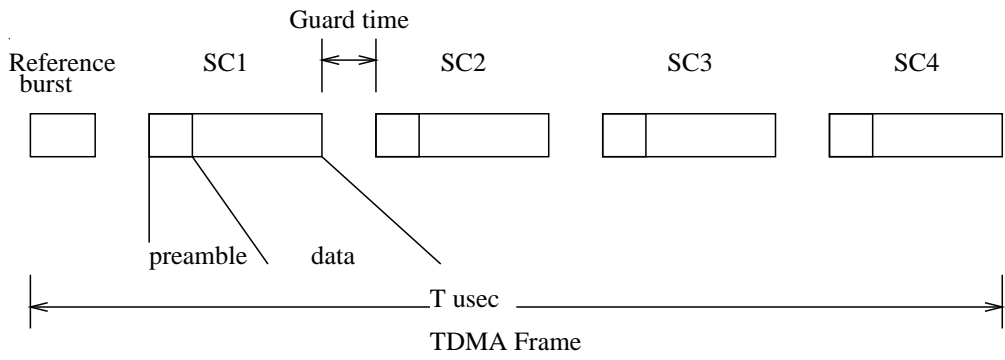 Guard time
Reference
burst
SC1
SC2
SC3
SC4
preamble
data
T usec
TDMA Frame